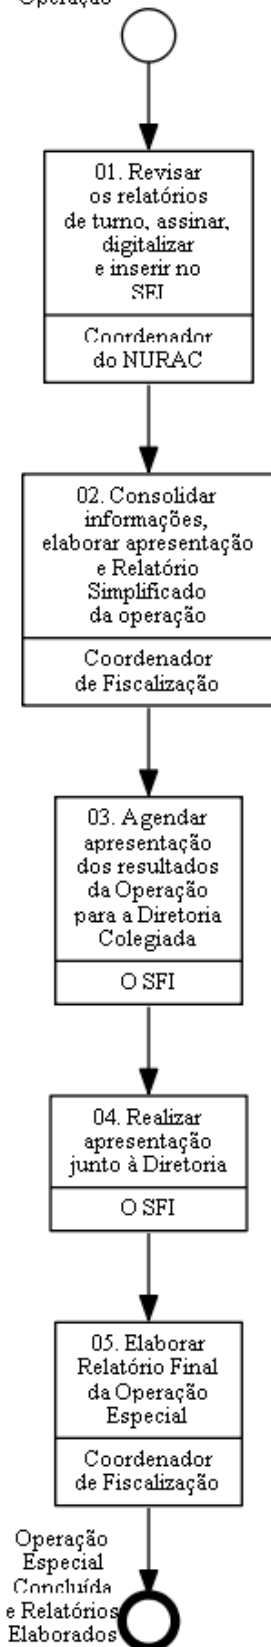 Operação
01. Revisar
os relatórios
de turno, assinar,
digitalizar
e inserir no
SEI
Coordenador
do NURAC
02. Consolidar
informações,
elaborar apresentação
e Relatório
Simplificado
da operação
Coordenador
de Fiscalização
03. Agendar
apresentação
dos resultados
da Operação
para a Diretoria
Colegiada
O SFI
04. Realizar
apresentação
junto à Diretoria
O SFI
05. Elaborar
Relatório Final
da Operação
Especial
Coordenador
de Fiscalização
Operação
Especial
Concluída
e Relatórios
Elaborados